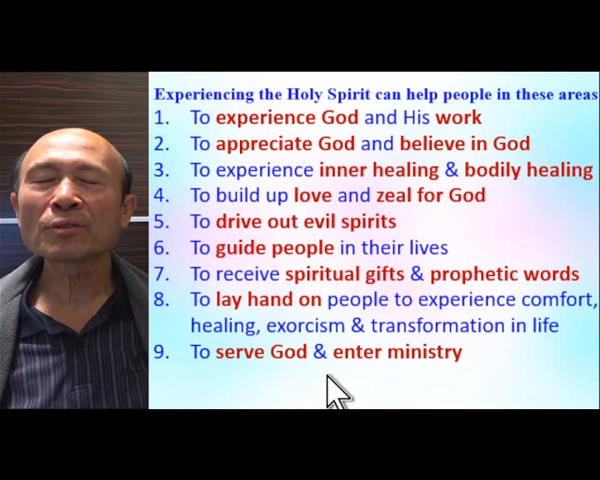 Experiencing the Holy Spirit can help people in these areas
1. To experience God and His work
2. To appreciate God and believe in God
3. To experience inner healing & bodily healing
4. To build up love and zeal for God
5. To drive out evil spirits
6. To guide people in their lives
7. To receive spiritual gifts & prophetic words
8. To lay hand on people to experience comfort,
healing, exorcism & transformation in life
9. To serve God & enter ministry